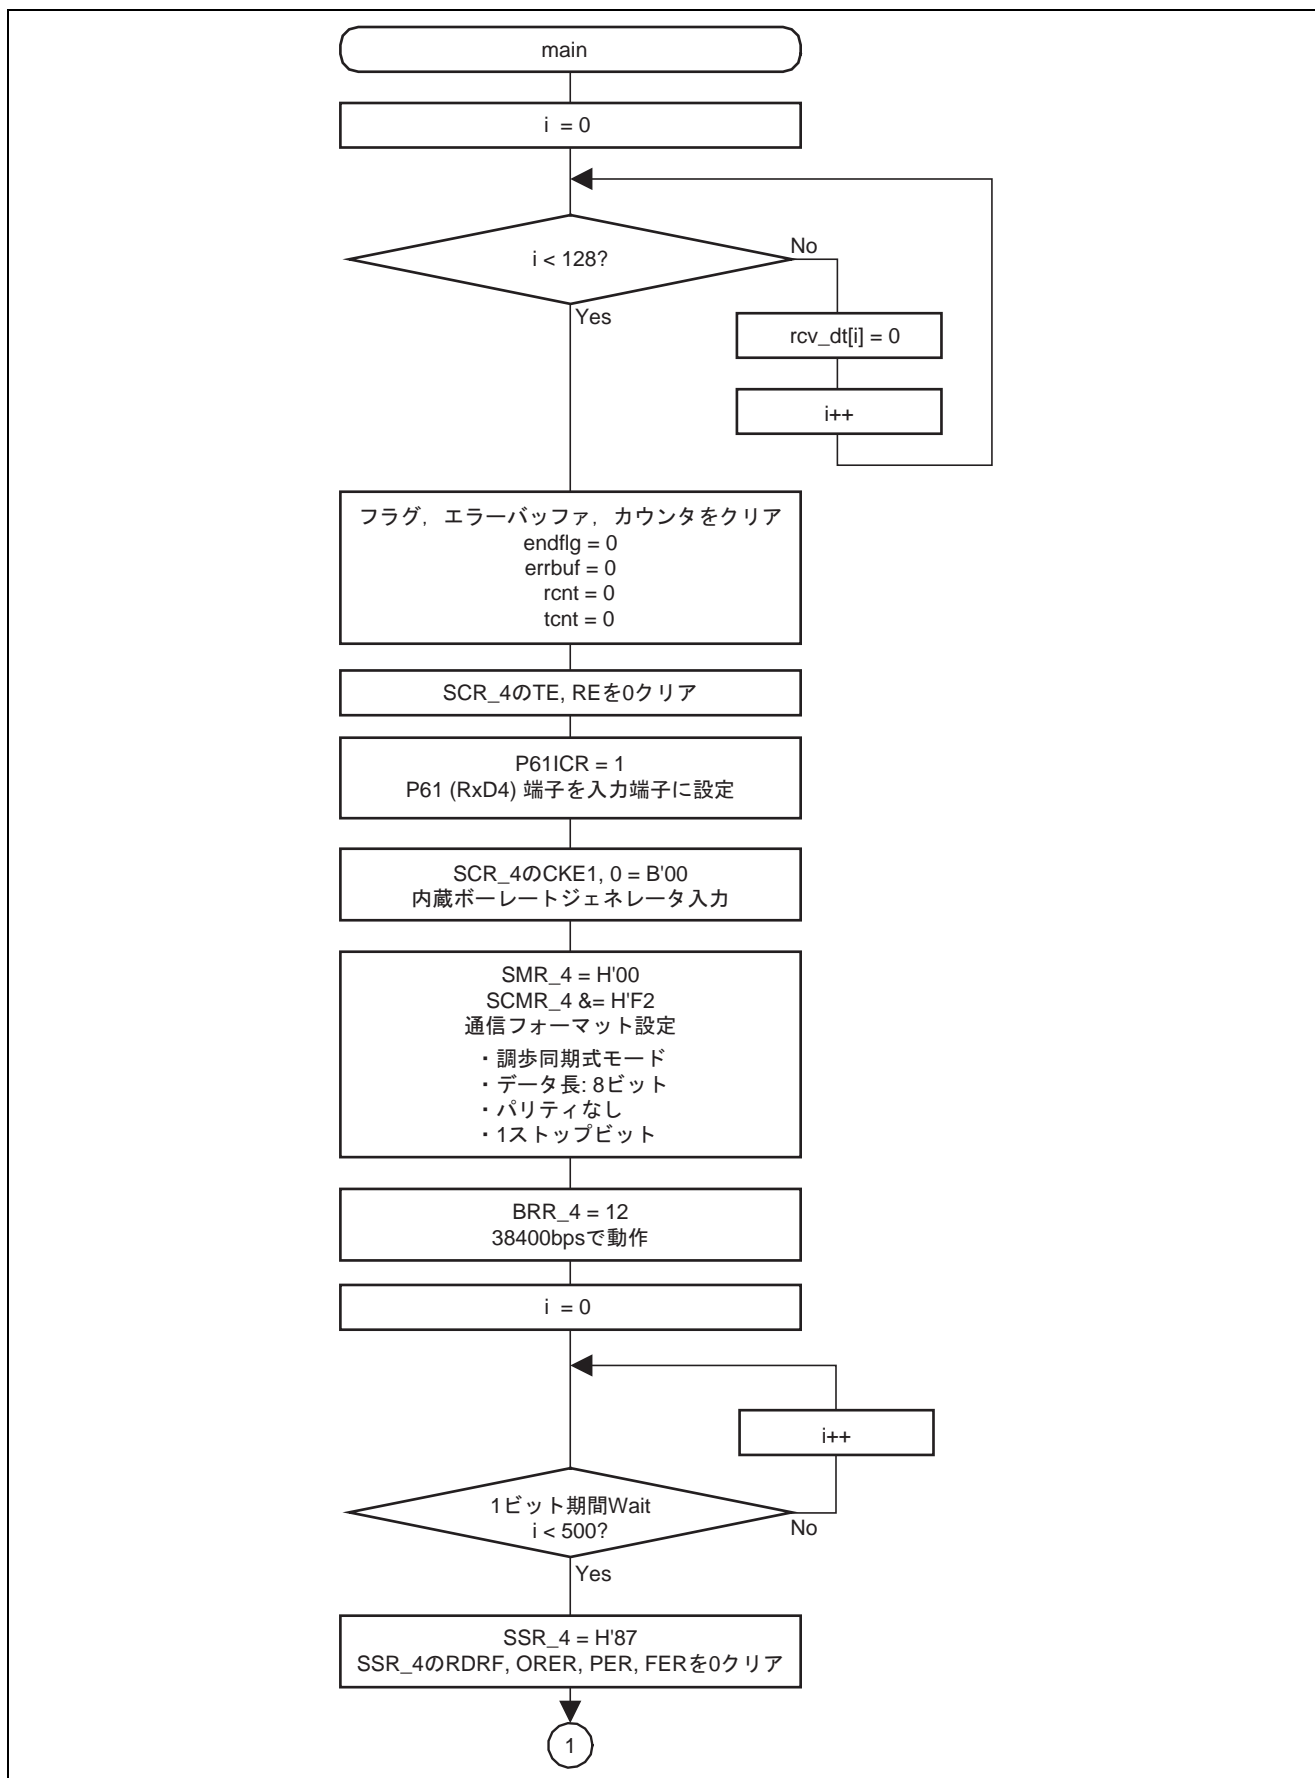 main
i = 0
i < 128?
No
Yes
rcv_dt[i] = 0
i++
フラグ，エラーバッファ，カウンタをクリア
endflg = 0
errbuf = 0
rcnt = 0
tcnt = 0
SCR_4のTE, REを0クリア
P61ICR = 1
P61 (RxD4) 端子を入力端子に設定
SCR_4のCKE1, 0 = B'00
内蔵ボーレートジェネレータ入力
SMR_4 = H'00
SCMR_4 &= H'F2
通信フォーマット設定
・調歩同期式モード
・データ長: 8ビット
・パリティなし
・1ストップビット
BRR_4 = 12
38400bpsで動作
i = 0
i++
1ビット期間Wait
i < 500?
No
Yes
SSR_4 = H'87
SSR_4のRDRF, ORER, PER, FERを0クリア
1